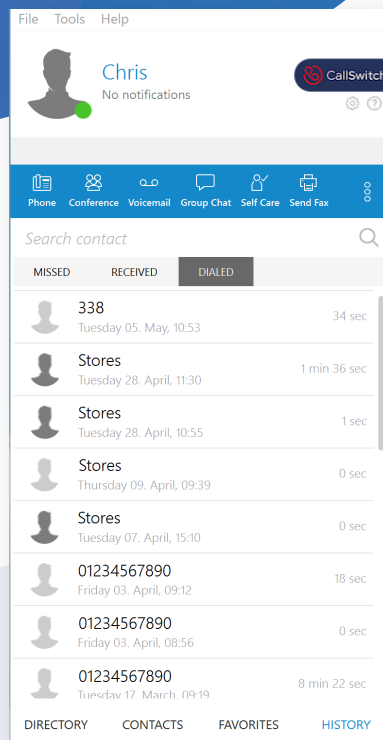 File Tools Help
Chris
No notifications
CallSwitch
Phone Conference Voicemail Group Chat Self Care Send Fax
Search contact
MISSED RECEIVED DIALED
338
Tuesday 05. May, 10:53
34 sec
Stores
Tuesday 28. April, 11:30
1 min 36 sec
Stores
Tuesday 28. April, 10:55
1 sec
Stores
Thursday 09. April, 09:39
0 sec
Stores
Tuesday 07. April, 15:10
0 sec
01234567890
Friday 03. April, 09:12
18 sec
01234567890
Friday 03. April, 08:56
0 sec
01234567890
Tuesday 17. March, 09:19
8 min 22 sec
DIRECTORY CONTACTS FAVORITES HISTORY